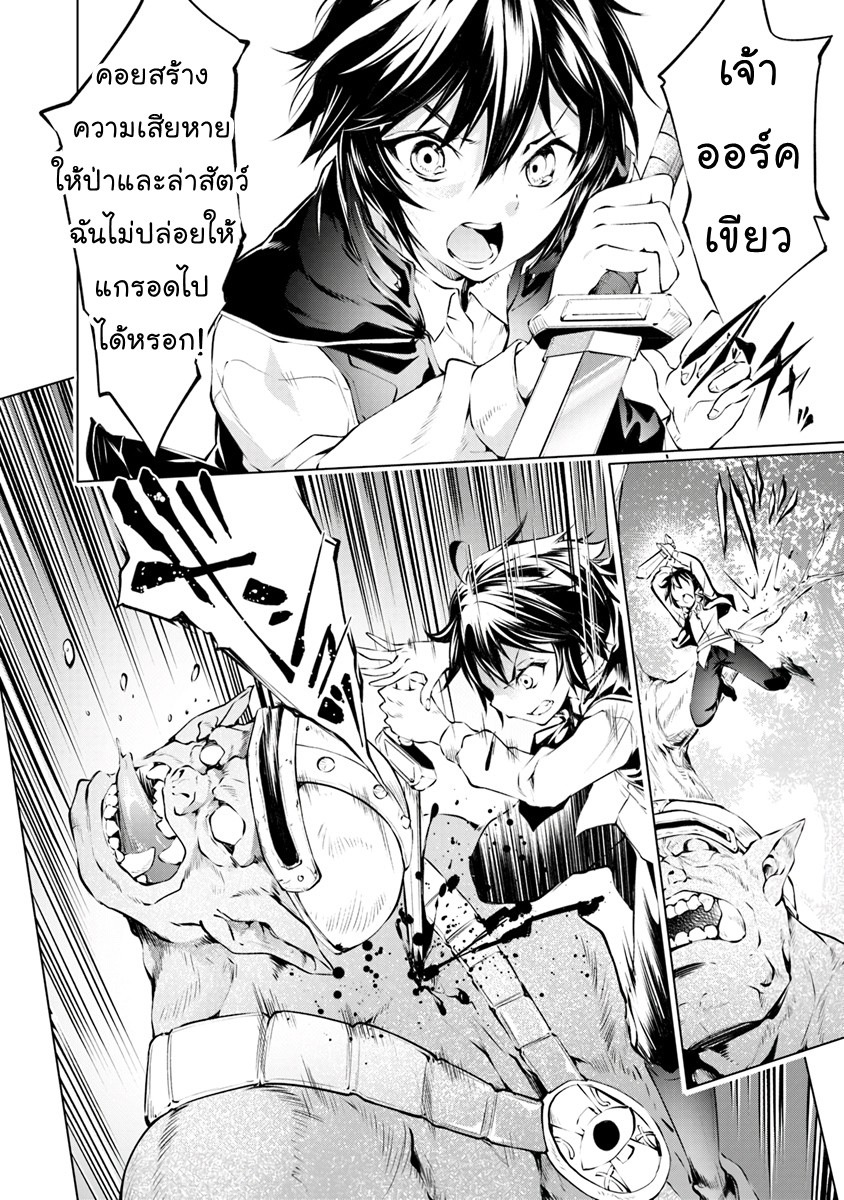 เจ้า
ออร์ค
เขียว
คอยสร้าง
ความเสียหาย
ให้ป่าและล่าสัตว์
ฉันไม่ปล่อยให้
แกรอดไป
ได้หรอก!